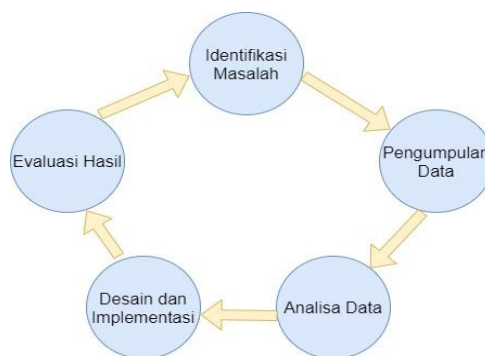 Identifikasi
Masalah
Pengumpulan
Data
Analisa Data
Desain dan
Implementasi
Evaluasi Hasil